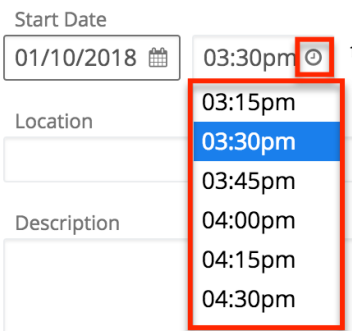 Start Date
01/10/2018 03:30pm
03:15pm
Location
03:30pm
03:45pm
04:00pm
Description
04:15pm
04:30pm